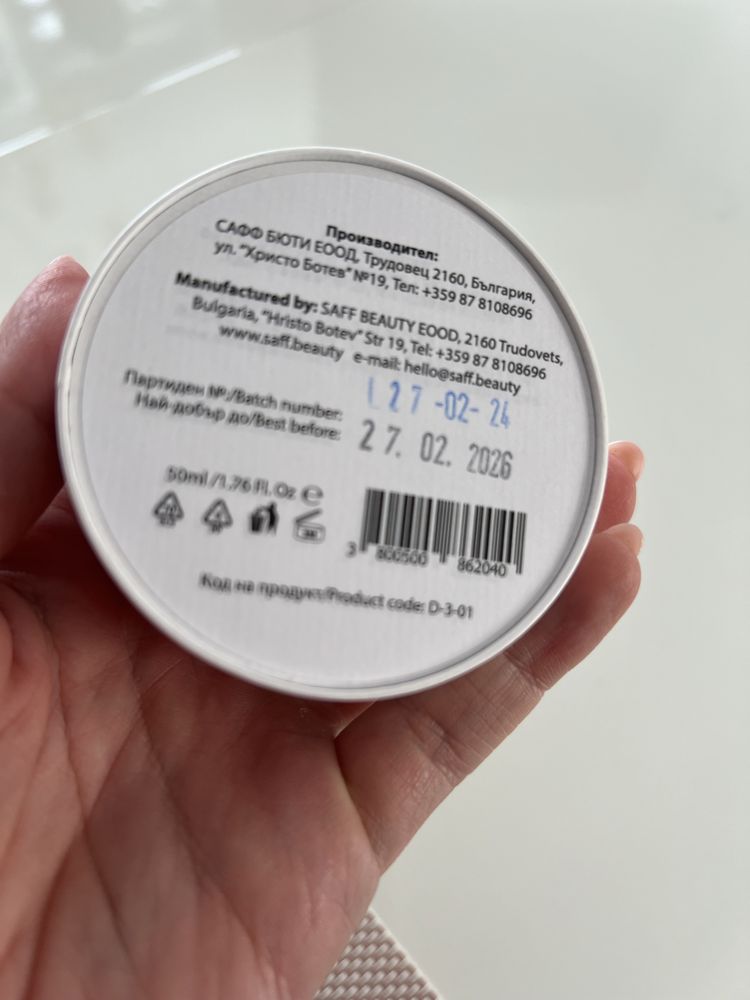 Производител:
САФФ БЮТИ ЕООД, Трудовец 2160, България,
ул. "Христо Ботев" №19, Тел: +359 87 8108696
Manufactured by: SAFF BEAUTY EOOD, 2160 Trudovets,
Bulgaria, "Hristo Botev" Str 19, Tel: +359 87 8108696
www.saff.beauty e-mail: hello@saff.beauty
Партиден №:/Batch number: L 27 -02- 24
Най-добър до/Best before: 27. 02. 2026
50ml /1.76 Fl. Oz ℮
3 800500 862040
Код на продукт/Product code: D-3-01